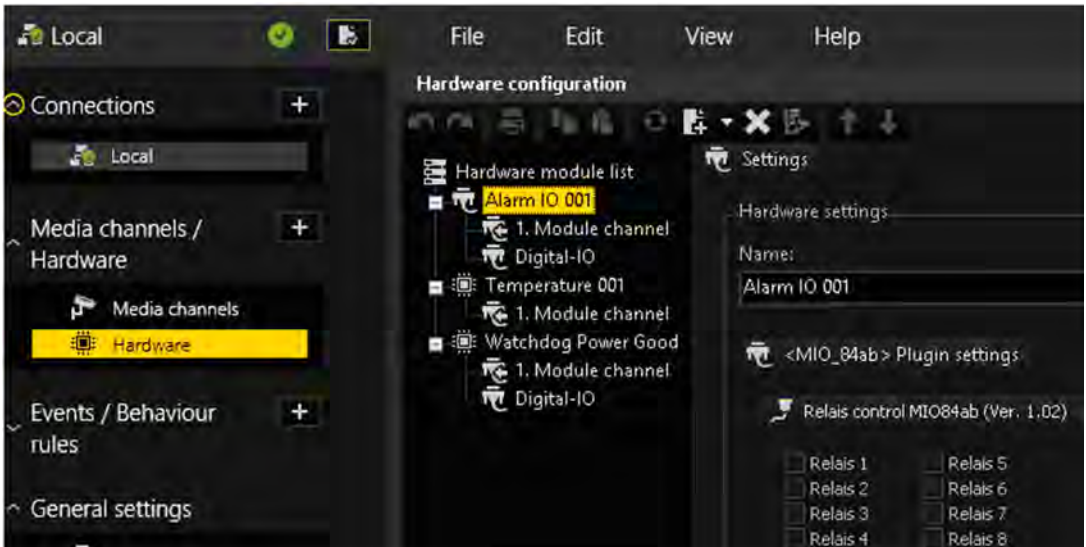 Local
File Edit View Help
Hardware configuration
Connections
Local
Media channels /
Hardware
Media channels
Hardware
Events / Behaviour
rules
General settings
Hardware module list
Alarm IO 001
1. Module channel
Digital-IO
Temperature 001
1. Module channel
Watchdog Power Good
1. Module channel
Digital-IO
Settings
Hardware settings
Name:
Alarm IO 001
<MIO_84ab> Plugin settings
Relais control MIO84ab (Ver. 1.02)
Relais 1 Relais 5
Relais 2 Relais 6
Relais 3 Relais 7
Relais 4 Relais 8